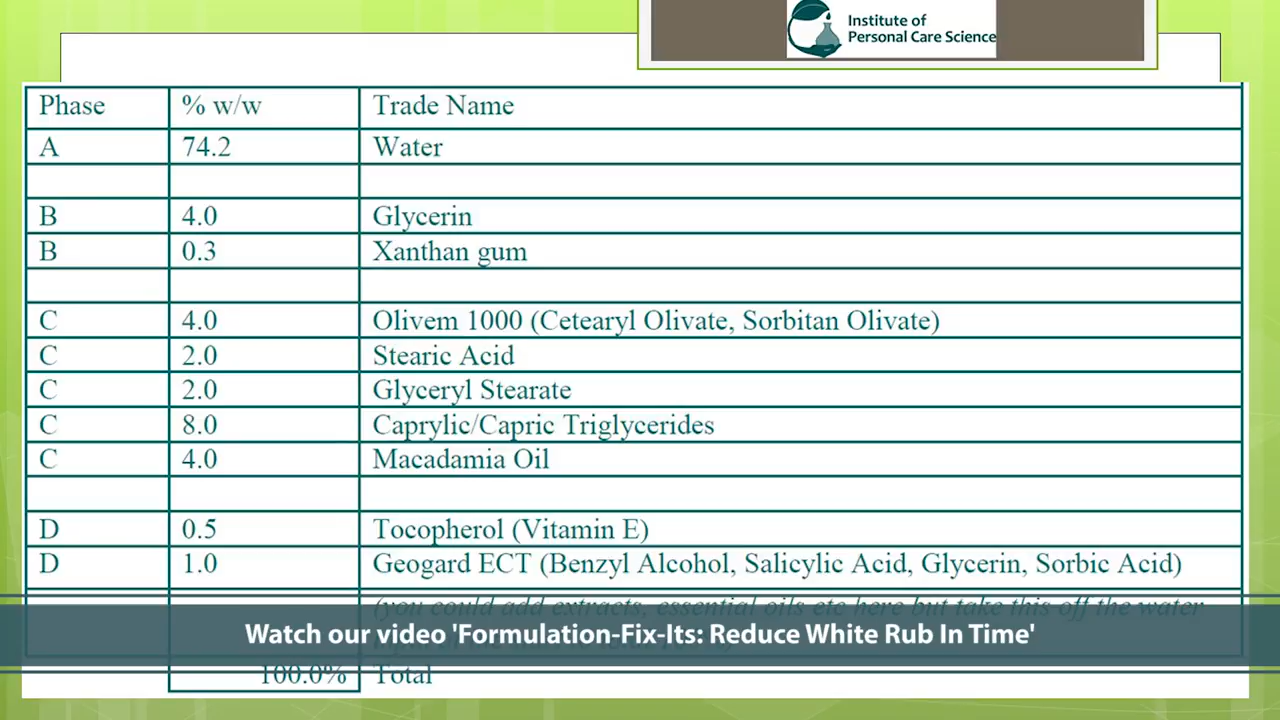 Institute of
Personal Care Science
Phase % w/w Trade Name
A 74.2 Water
B 4.0 Glycerin
B 0.3 Xanthan gum
C 4.0 Olivem 1000 (Cetearyl Olivate, Sorbitan Olivate)
C 2.0 Stearic Acid
C 2.0 Glyceryl Stearate
C 8.0 Caprylic/Capric Triglycerides
C 4.0 Macadamia Oil
D 0.5 Tocopherol (Vitamin E)
D 1.0 Geogard ECT (Benzyl Alcohol, Salicylic Acid, Glycerin, Sorbic Acid)
(you could add extracts, essential oils etc here but take this off the water
Watch our video 'Formulation-Fix-Its: Reduce White Rub In Time'
100.0% Total